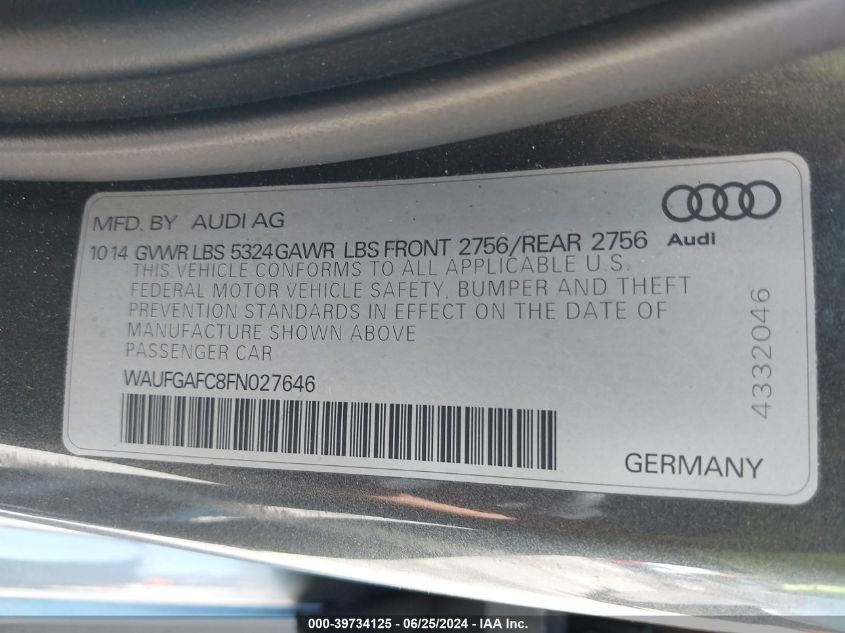 MFD. BY AUDI AG
Audi
10 14 GVWR LBS 5324 GAWR LBS FRONT 2756/REAR 2756
THIS VEHICLE CONFORMS TO ALL APPLICABLE U.S.
FEDERAL MOTOR VEHICLE SAFETY, BUMPER AND THEFT
PREVENTION STANDARDS IN EFFECT ON THE DATE OF
MANUFACTURE SHOWN ABOVE
PASSENGER CAR
WAUFGAFC8FN027646
GERMANY
4332046
000-39734125 - 06/25/2024 - IAA Inc.